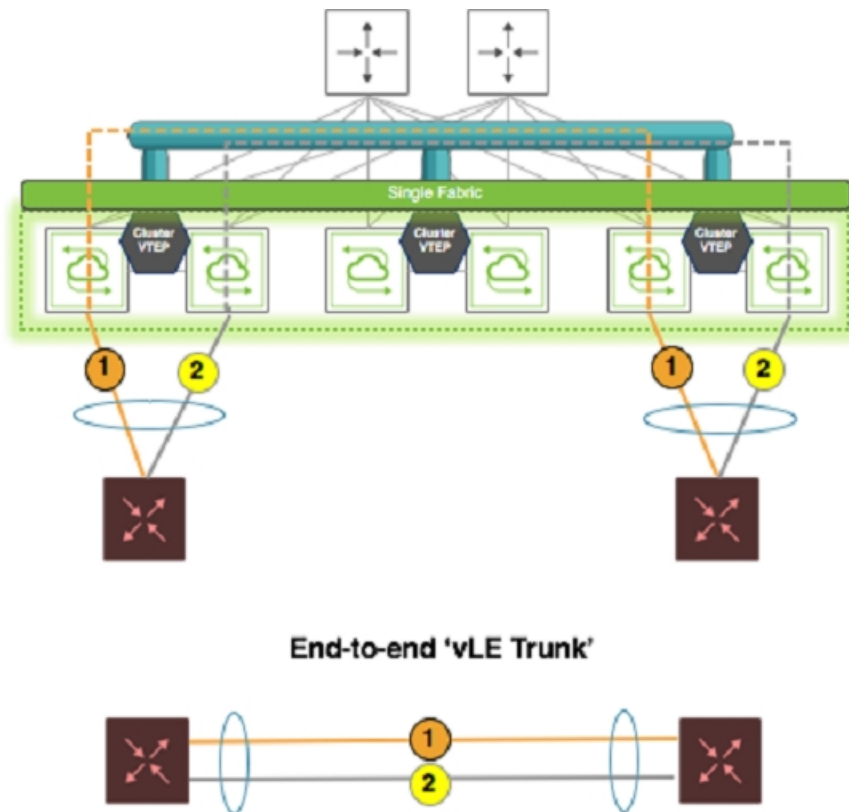 Single Fabric
Cluster
VTEP
Cluster
VTEP
Cluster
VTEP
1
2
1
2
End-to-end 'vLE Trunk'
1
2